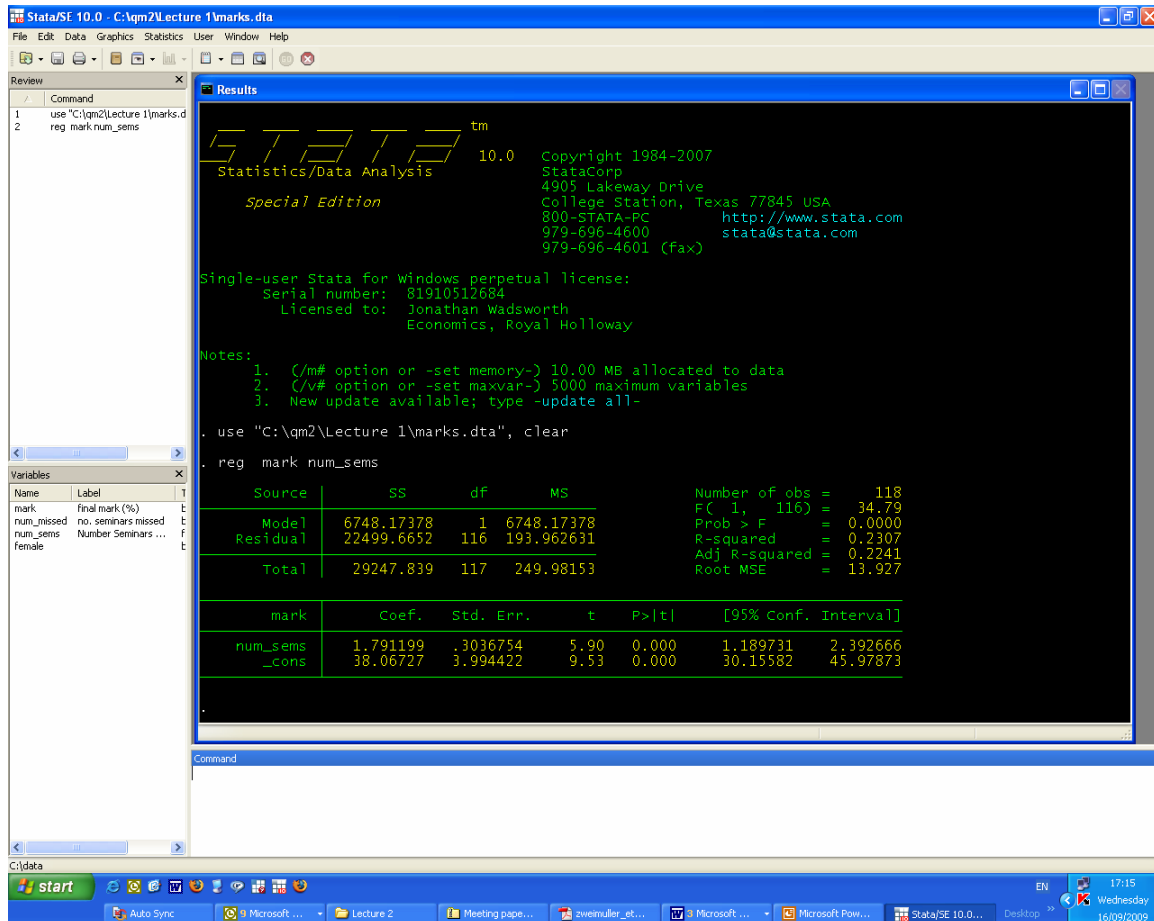 Stata/SE 10.0 - C:\qm2\Lecture 1\marks.dta
File Edit Data Graphics Statistics User Window Help
Review
Command
1 use "C:\qm2\Lecture 1\marks.d
2 reg mark num_sems
Variables
Name Label T
mark final mark (%) b
num_missed no. seminars missed b
num_sems Number Seminars ... f
female b
Results
tm
STATA 10.0 Copyright 1984-2007
Statistics/Data Analysis StataCorp
4905 Lakeway Drive
Special Edition College Station, Texas 77845 USA
800-STATA-PC http://www.stata.com
979-696-4600 stata@stata.com
979-696-4601 (fax)
Single-user Stata for Windows perpetual license:
Serial number: 81910512684
Licensed to: Jonathan Wadsworth
Economics, Royal Holloway
Notes:
1. (/m# option or -set memory-) 10.00 MB allocated to data
2. (/v# option or -set maxvar-) 5000 maximum variables
3. New update available; type -update all-
. use "C:\qm2\Lecture 1\marks.dta", clear
. reg mark num_sems
Source SS df MS Number of obs = 118
F( 1, 116) = 34.79
Model 6748.17378 1 6748.17378 Prob > F = 0.0000
Residual 22499.6652 116 193.962631 R-squared = 0.2307
Adj R-squared = 0.2241
Total 29247.839 117 249.98153 Root MSE = 13.927
mark Coef. Std. Err. t P>|t| [95% Conf. Interval]
num_sems 1.791199 .3036754 5.90 0.000 1.189731 2.392666
_cons 38.06727 3.994422 9.53 0.000 30.15582 45.97873
.
Command
C:\data
start
EN 17:15
Wednesday
16/09/2009
Auto Sync 9 Microsoft ... Lecture 2 Meeting pape... zweimuller_et... 3 Microsoft ... Microsoft Pow... Stata/SE 10.0... Desktop »